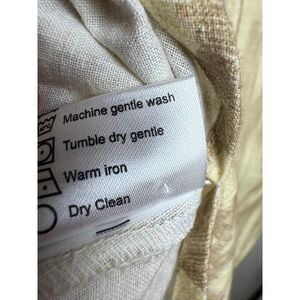 Machine gentle wash
Tumble dry gentle
Warm iron
Dry Clean